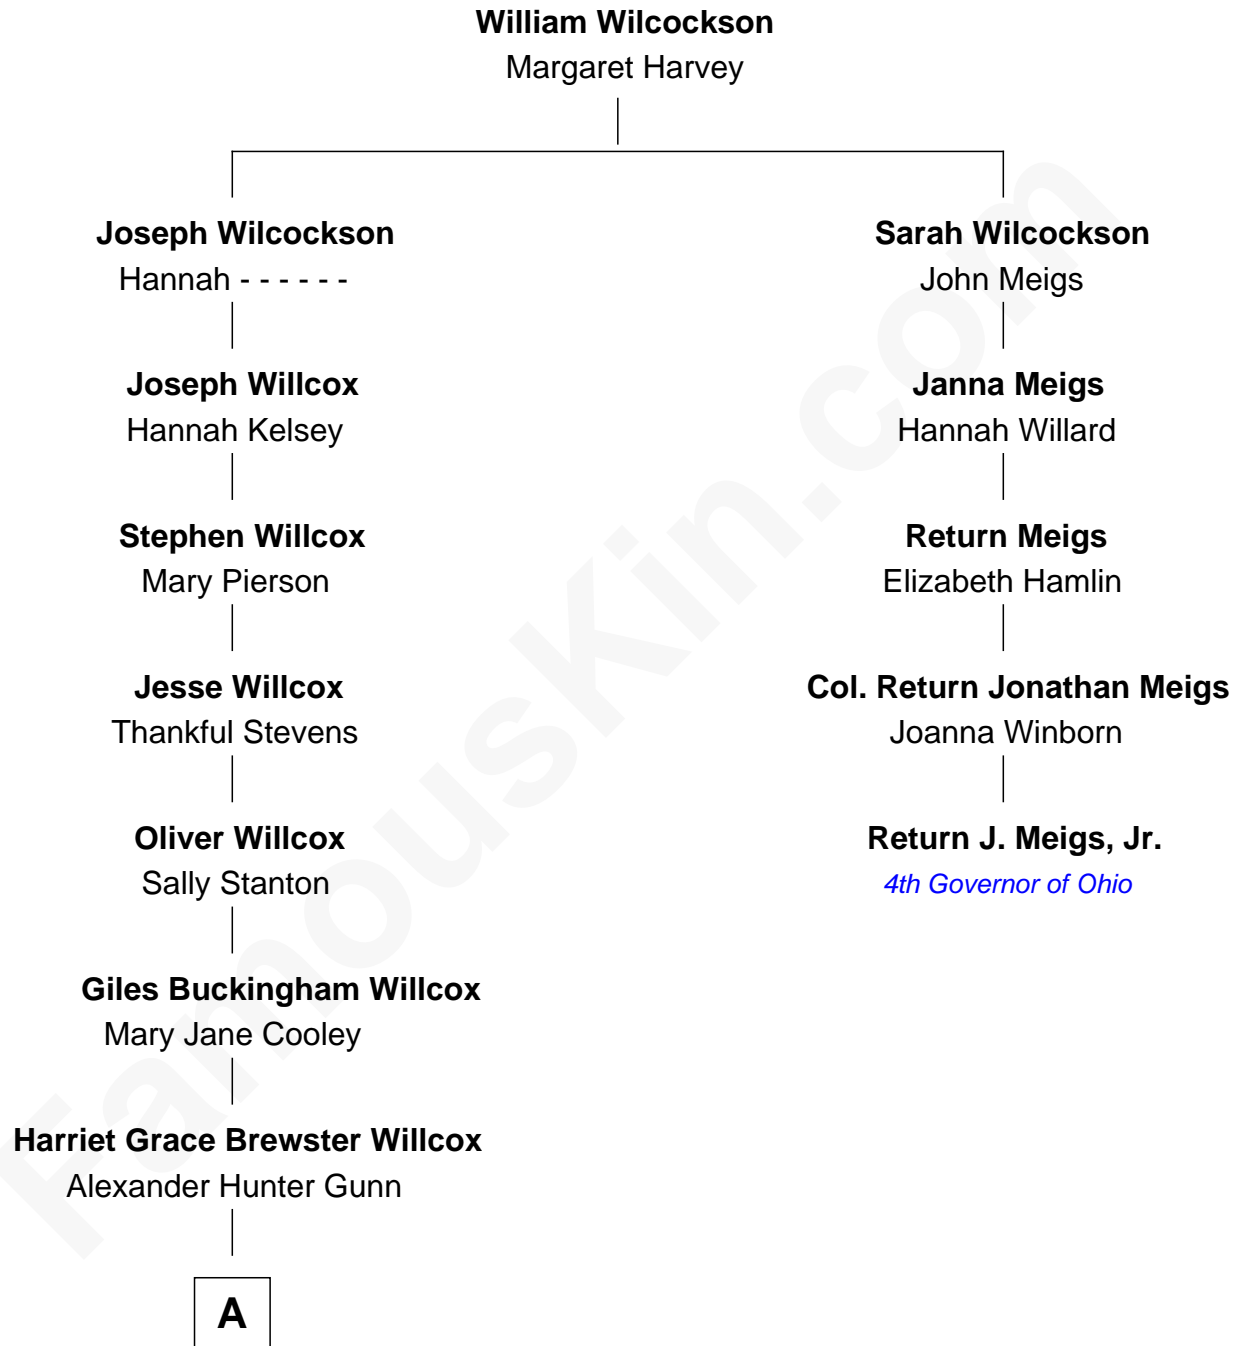 William Wilcockson
Margaret Harvey
Joseph Wilcockson
Hannah - - - - - -
Sarah Wilcockson
John Meigs
Joseph Willcox
Hannah Kelsey
Janna Meigs
Hannah Willard
Stephen Willcox
Mary Pierson
Return Meigs
Elizabeth Hamlin
Jesse Willcox
Thankful Stevens
Col. Return Jonathan Meigs
Joanna Winborn
Oliver Willcox
Sally Stanton
Return J. Meigs, Jr.
4th Governor of Ohio
Giles Buckingham Willcox
Mary Jane Cooley
Harriet Grace Brewster Willcox
Alexander Hunter Gunn
A
FamousKin.com